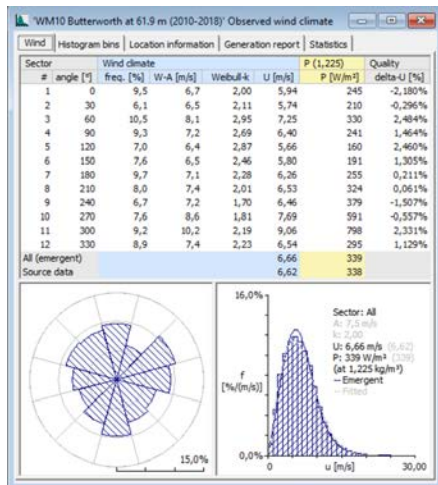 'WM10 Butterworth at 61.9 m (2010-2018)' Observed wind climate
Wind Histogram bins Location information Generation report Statistics
Sector Wind climate P (1,225) Quality
# angle [°] freq. [%] W-A [m/s] Weibull-k U [m/s] P [W/m²] delta-U [%]
1 0 9,5 6,7 2,00 5,94 245 -2,180%
2 30 6,1 6,5 2,11 5,74 210 -0,296%
3 60 10,5 8,1 2,95 7,25 330 2,484%
4 90 9,3 7,2 2,69 6,40 241 1,464%
5 120 7,0 6,4 2,87 5,66 160 2,460%
6 150 7,6 6,5 2,46 5,80 191 1,305%
7 180 9,7 7,1 2,28 6,26 255 0,211%
8 210 8,0 7,4 2,01 6,53 324 0,061%
9 240 6,7 7,2 1,70 6,46 379 -1,507%
10 270 7,6 8,6 1,81 7,69 591 -0,557%
11 300 9,2 10,2 2,19 9,06 798 2,331%
12 330 8,9 7,4 2,23 6,54 295 1,129%
All (emergent) 6,66 339
Source data 6,62 338
15,0%
16,0%
Sector: All
A: 7,5 m/s
k: 2,00
U: 6,66 m/s (6,62)
P: 339 W/m² (339)
(at 1,225 kg/m³)
Emergent
Fitted
f
[%/(m/s)]
0,0%
0 u [m/s] 30,00